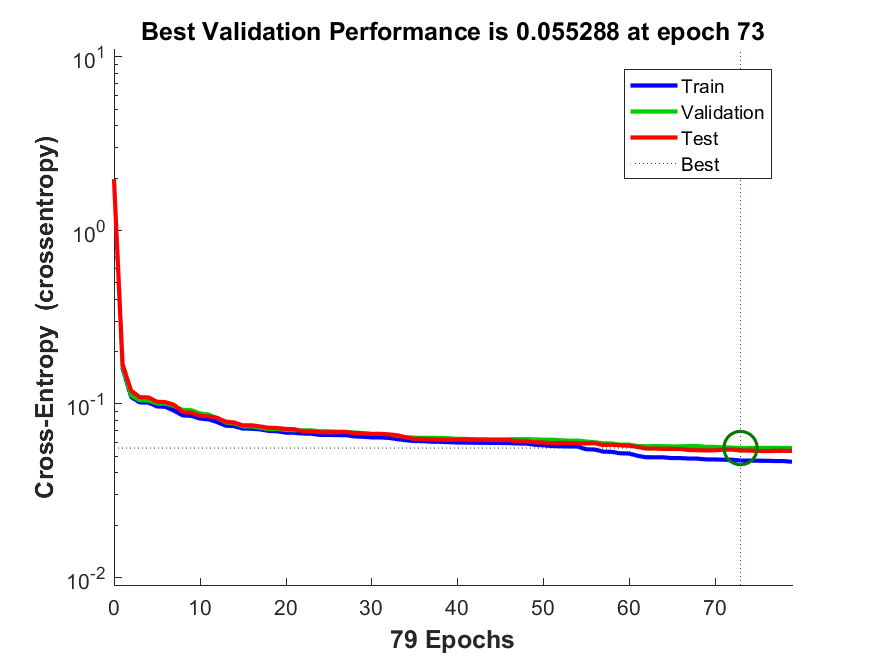 Best Validation Performance is 0.055288 at epoch 73
Cross-Entropy (crossentropy)
10^1
10^0
10^-1
10^-2
Train
Validation
Test
Best
0 10 20 30 40 50 60 70
79 Epochs